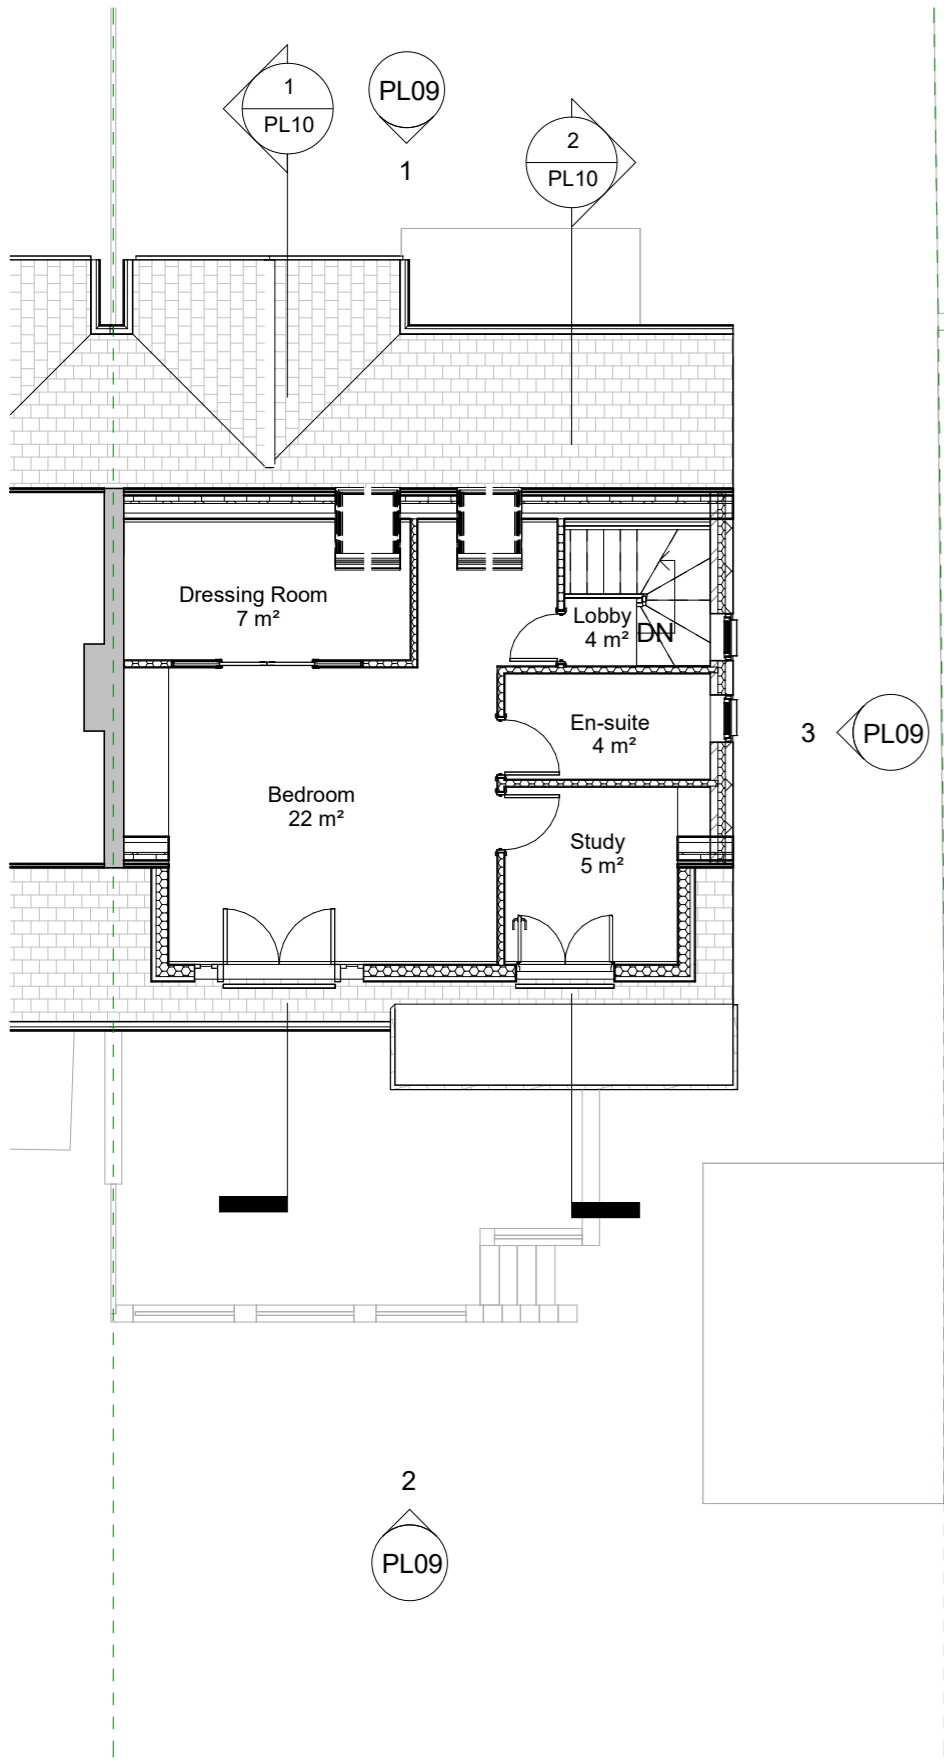 1
PL10
PL09
1
2
PL10
Dressing Room
7 m²
Lobby
4 m²
DN
En-suite
4 m²
3
PL09
Bedroom
22 m²
Study
5 m²
2
PL09